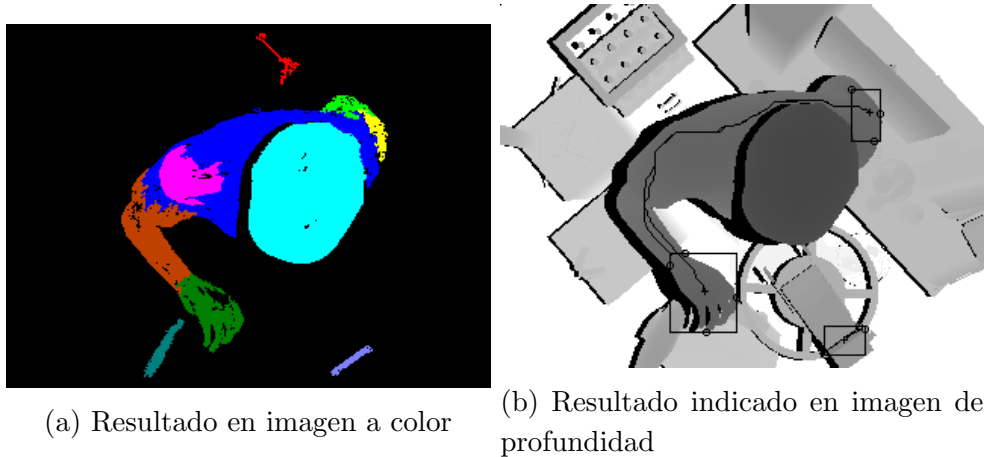 (a) Resultado en imagen a color
(b) Resultado indicado en imagen de
profundidad